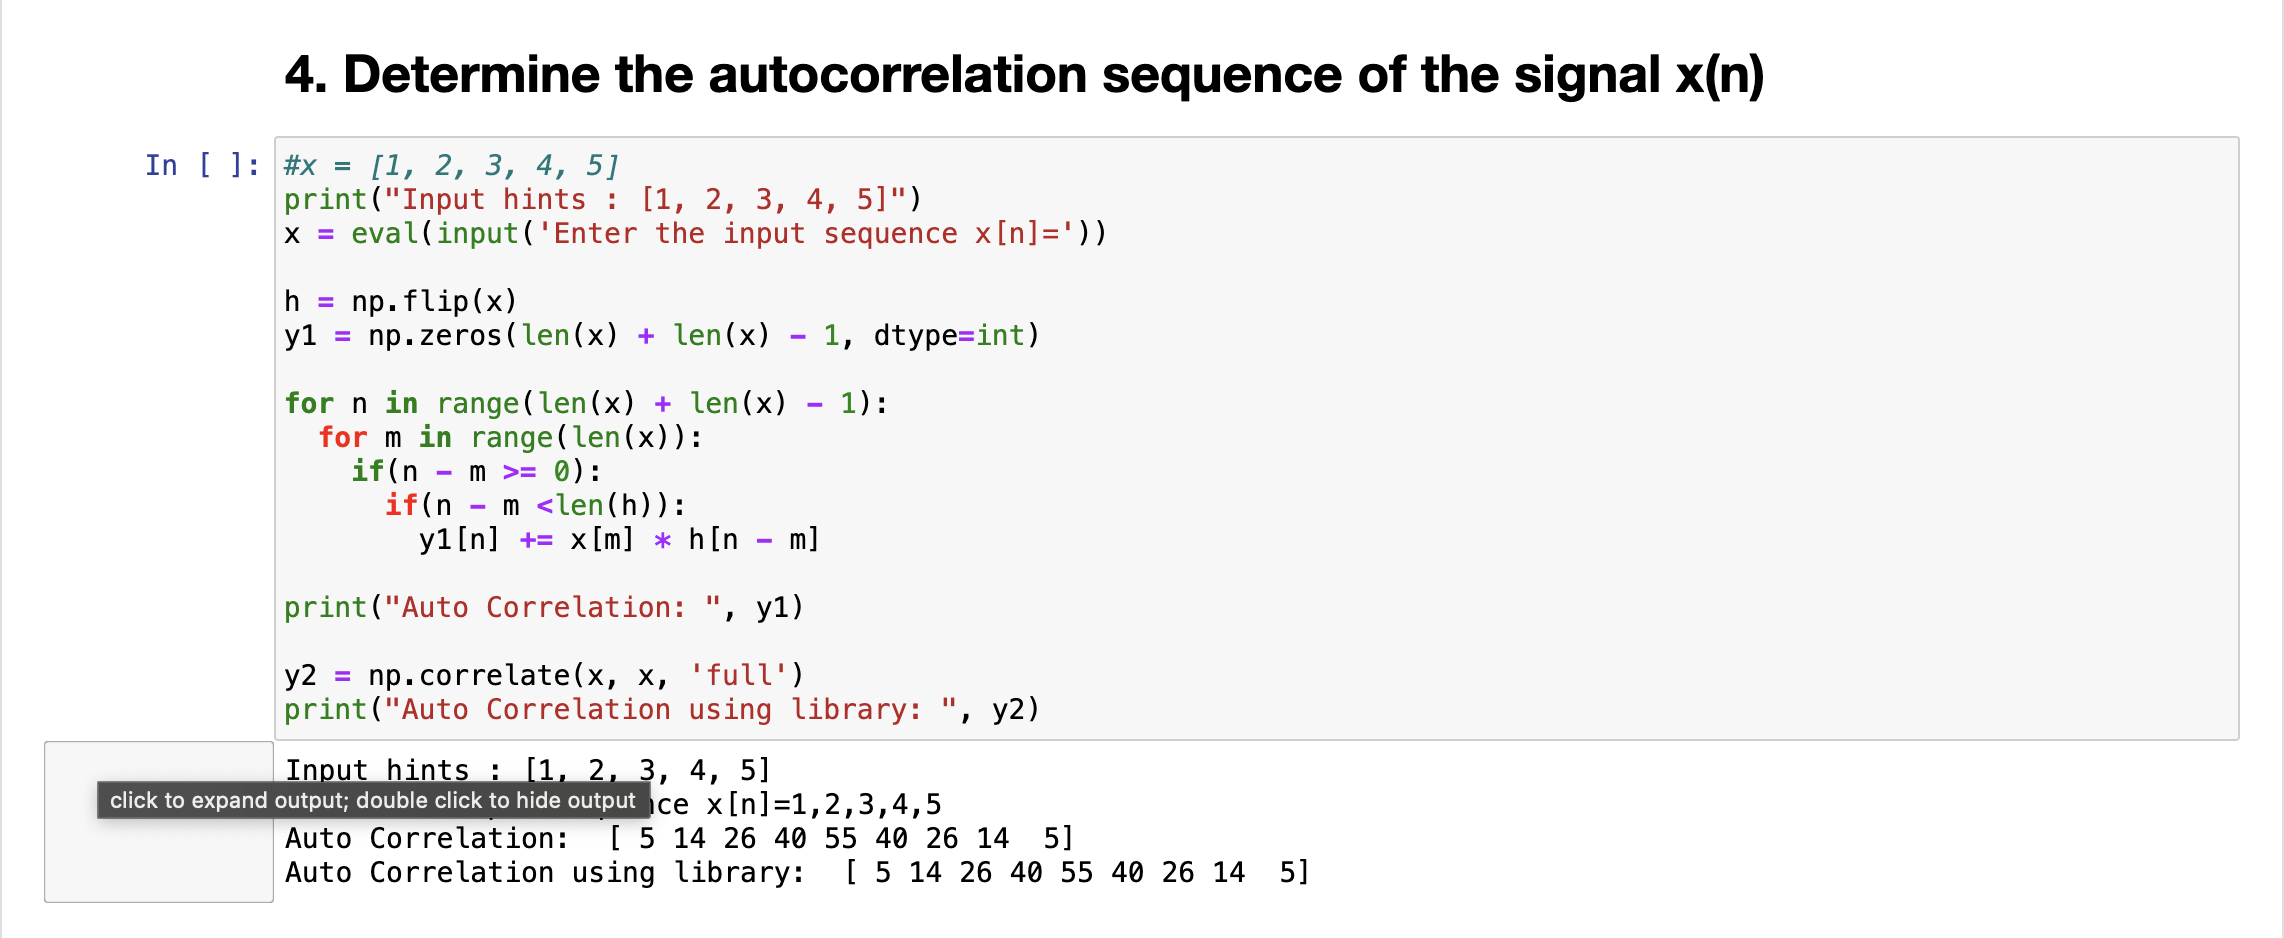 4. Determine the autocorrelation sequence of the signal x(n)
In [ ]:
#x = [1, 2, 3, 4, 5]
print("Input hints : [1, 2, 3, 4, 5]")
x = eval(input('Enter the input sequence x[n]='))
h = np.flip(x)
y1 = np.zeros(len(x) + len(x) - 1, dtype=int)
for n in range(len(x) + len(x) - 1):
  for m in range(len(x)):
    if(n - m >= 0):
      if(n - m <len(h)):
        y1[n] += x[m] * h[n - m]
print("Auto Correlation: ", y1)
y2 = np.correlate(x, x, 'full')
print("Auto Correlation using library: ", y2)
Input hints : [1, 2, 3, 4, 5]
click to expand output; double click to hide output
nce x[n]=1,2,3,4,5
Auto Correlation:  [ 5 14 26 40 55 40 26 14  5]
Auto Correlation using library:  [ 5 14 26 40 55 40 26 14  5]